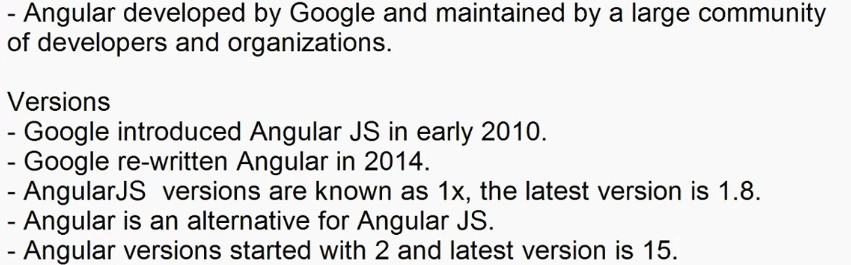 - Angular developed by Google and maintained by a large community
of developers and organizations.
Versions
- Google introduced Angular JS in early 2010.
- Google re-written Angular in 2014.
- AngularJS  versions are known as 1x, the latest version is 1.8.
- Angular is an alternative for Angular JS.
- Angular versions started with 2 and latest version is 15.